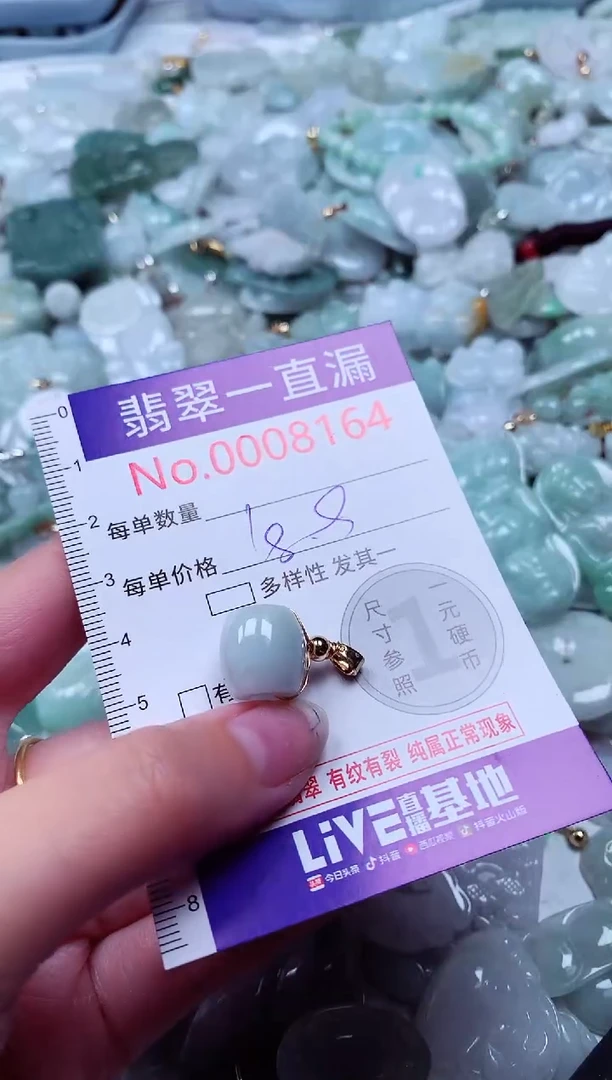 翡翠一直漏
No.0008164
每单数量
18.8
每单价格
多样性 发其一
尺寸参照
1
一元硬币
有
翠 有纹有裂 纯属正常现象
LiVE直播基地
今日头条 抖音 西瓜视频 抖音火山版
0
1
2
3
4
5
8